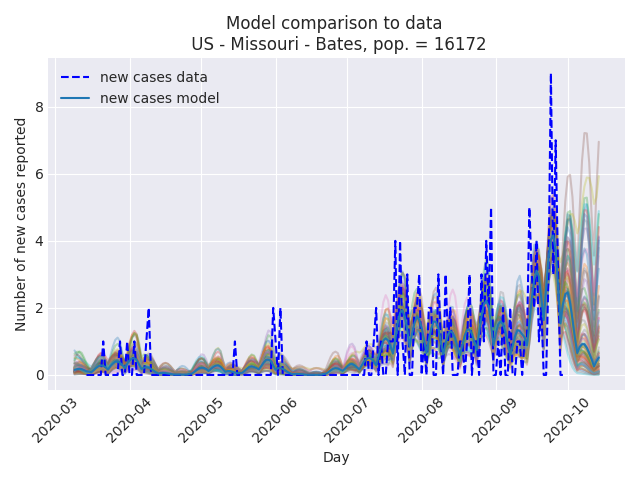 Model comparison to data
US - Missouri - Bates, pop. = 16172
new cases data
new cases model
Number of new cases reported
8
6
4
2
0
2020-03
2020-04
2020-05
2020-06
2020-07
2020-08
2020-09
2020-10
Day